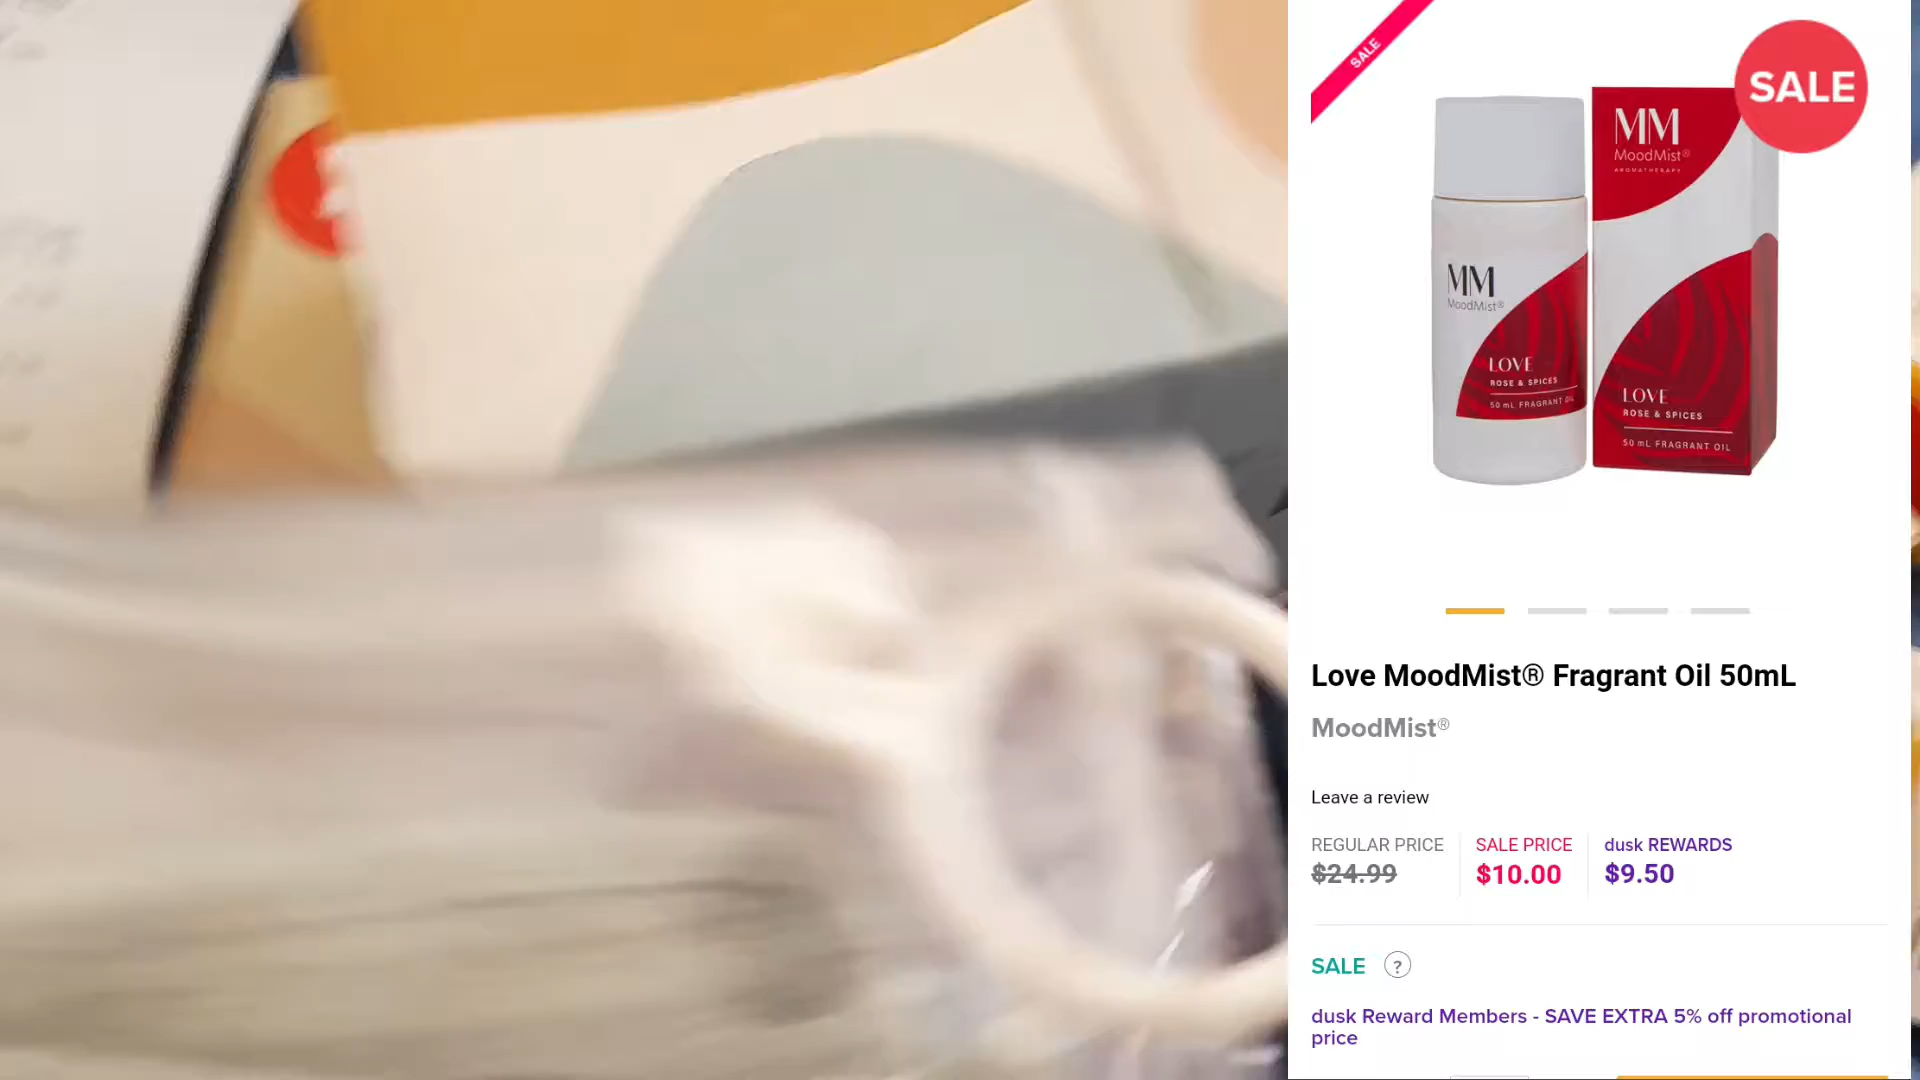 SALE
SALE
MM
MoodMist®
AROMATHERAPY
MM
MoodMist®
LOVE
ROSE & SPICES
50 mL FRAGRANT OIL
LOVE
ROSE & SPICES
50 mL FRAGRANT OIL
Love MoodMist® Fragrant Oil 50mL
MoodMist®
Leave a review
REGULAR PRICE SALE PRICE dusk REWARDS
$24.99 $10.00 $9.50
SALE ?
dusk Reward Members - SAVE EXTRA 5% off promotional
price